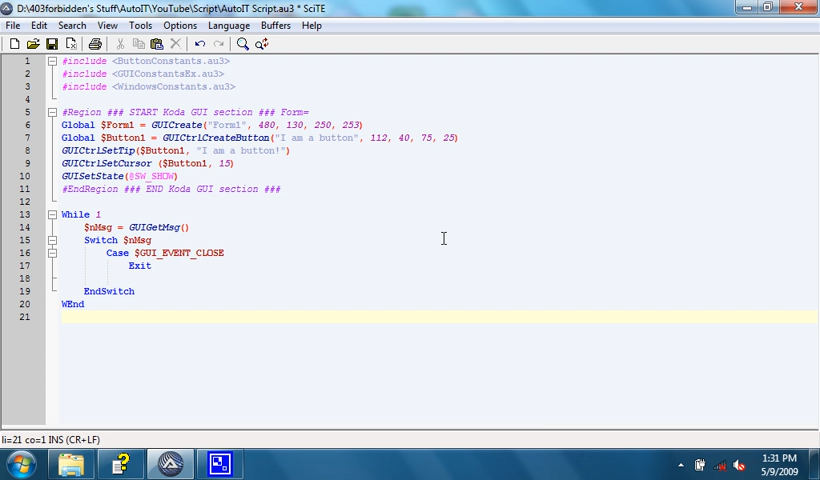 D:\403forbidden's Stuff\AutoIT\YouTube\Script\AutoIT Script.au3 * SciTE
File Edit Search View Tools Options Language Buffers Help
1 #include <ButtonConstants.au3>
2 #include <GUIConstantsEx.au3>
3 #include <WindowsConstants.au3>
4
5 #Region ### START Koda GUI section ### Form=
6 Global $Form1 = GUICreate("Form1", 480, 130, 250, 253)
7 Global $Button1 = GUICtrlCreateButton("I am a button", 112, 40, 75, 25)
8 GUICtrlSetTip($Button1, "I am a button!")
9 GUICtrlSetCursor ($Button1, 15)
10 GUISetState(@SW_SHOW)
11 #EndRegion ### END Koda GUI section ###
12
13 While 1
14 $nMsg = GUIGetMsg()
15 Switch $nMsg
16 Case $GUI_EVENT_CLOSE
17 Exit
18
19 EndSwitch
20 WEnd
21
li=21 co=1 INS (CR+LF)
1:31 PM
5/9/2009